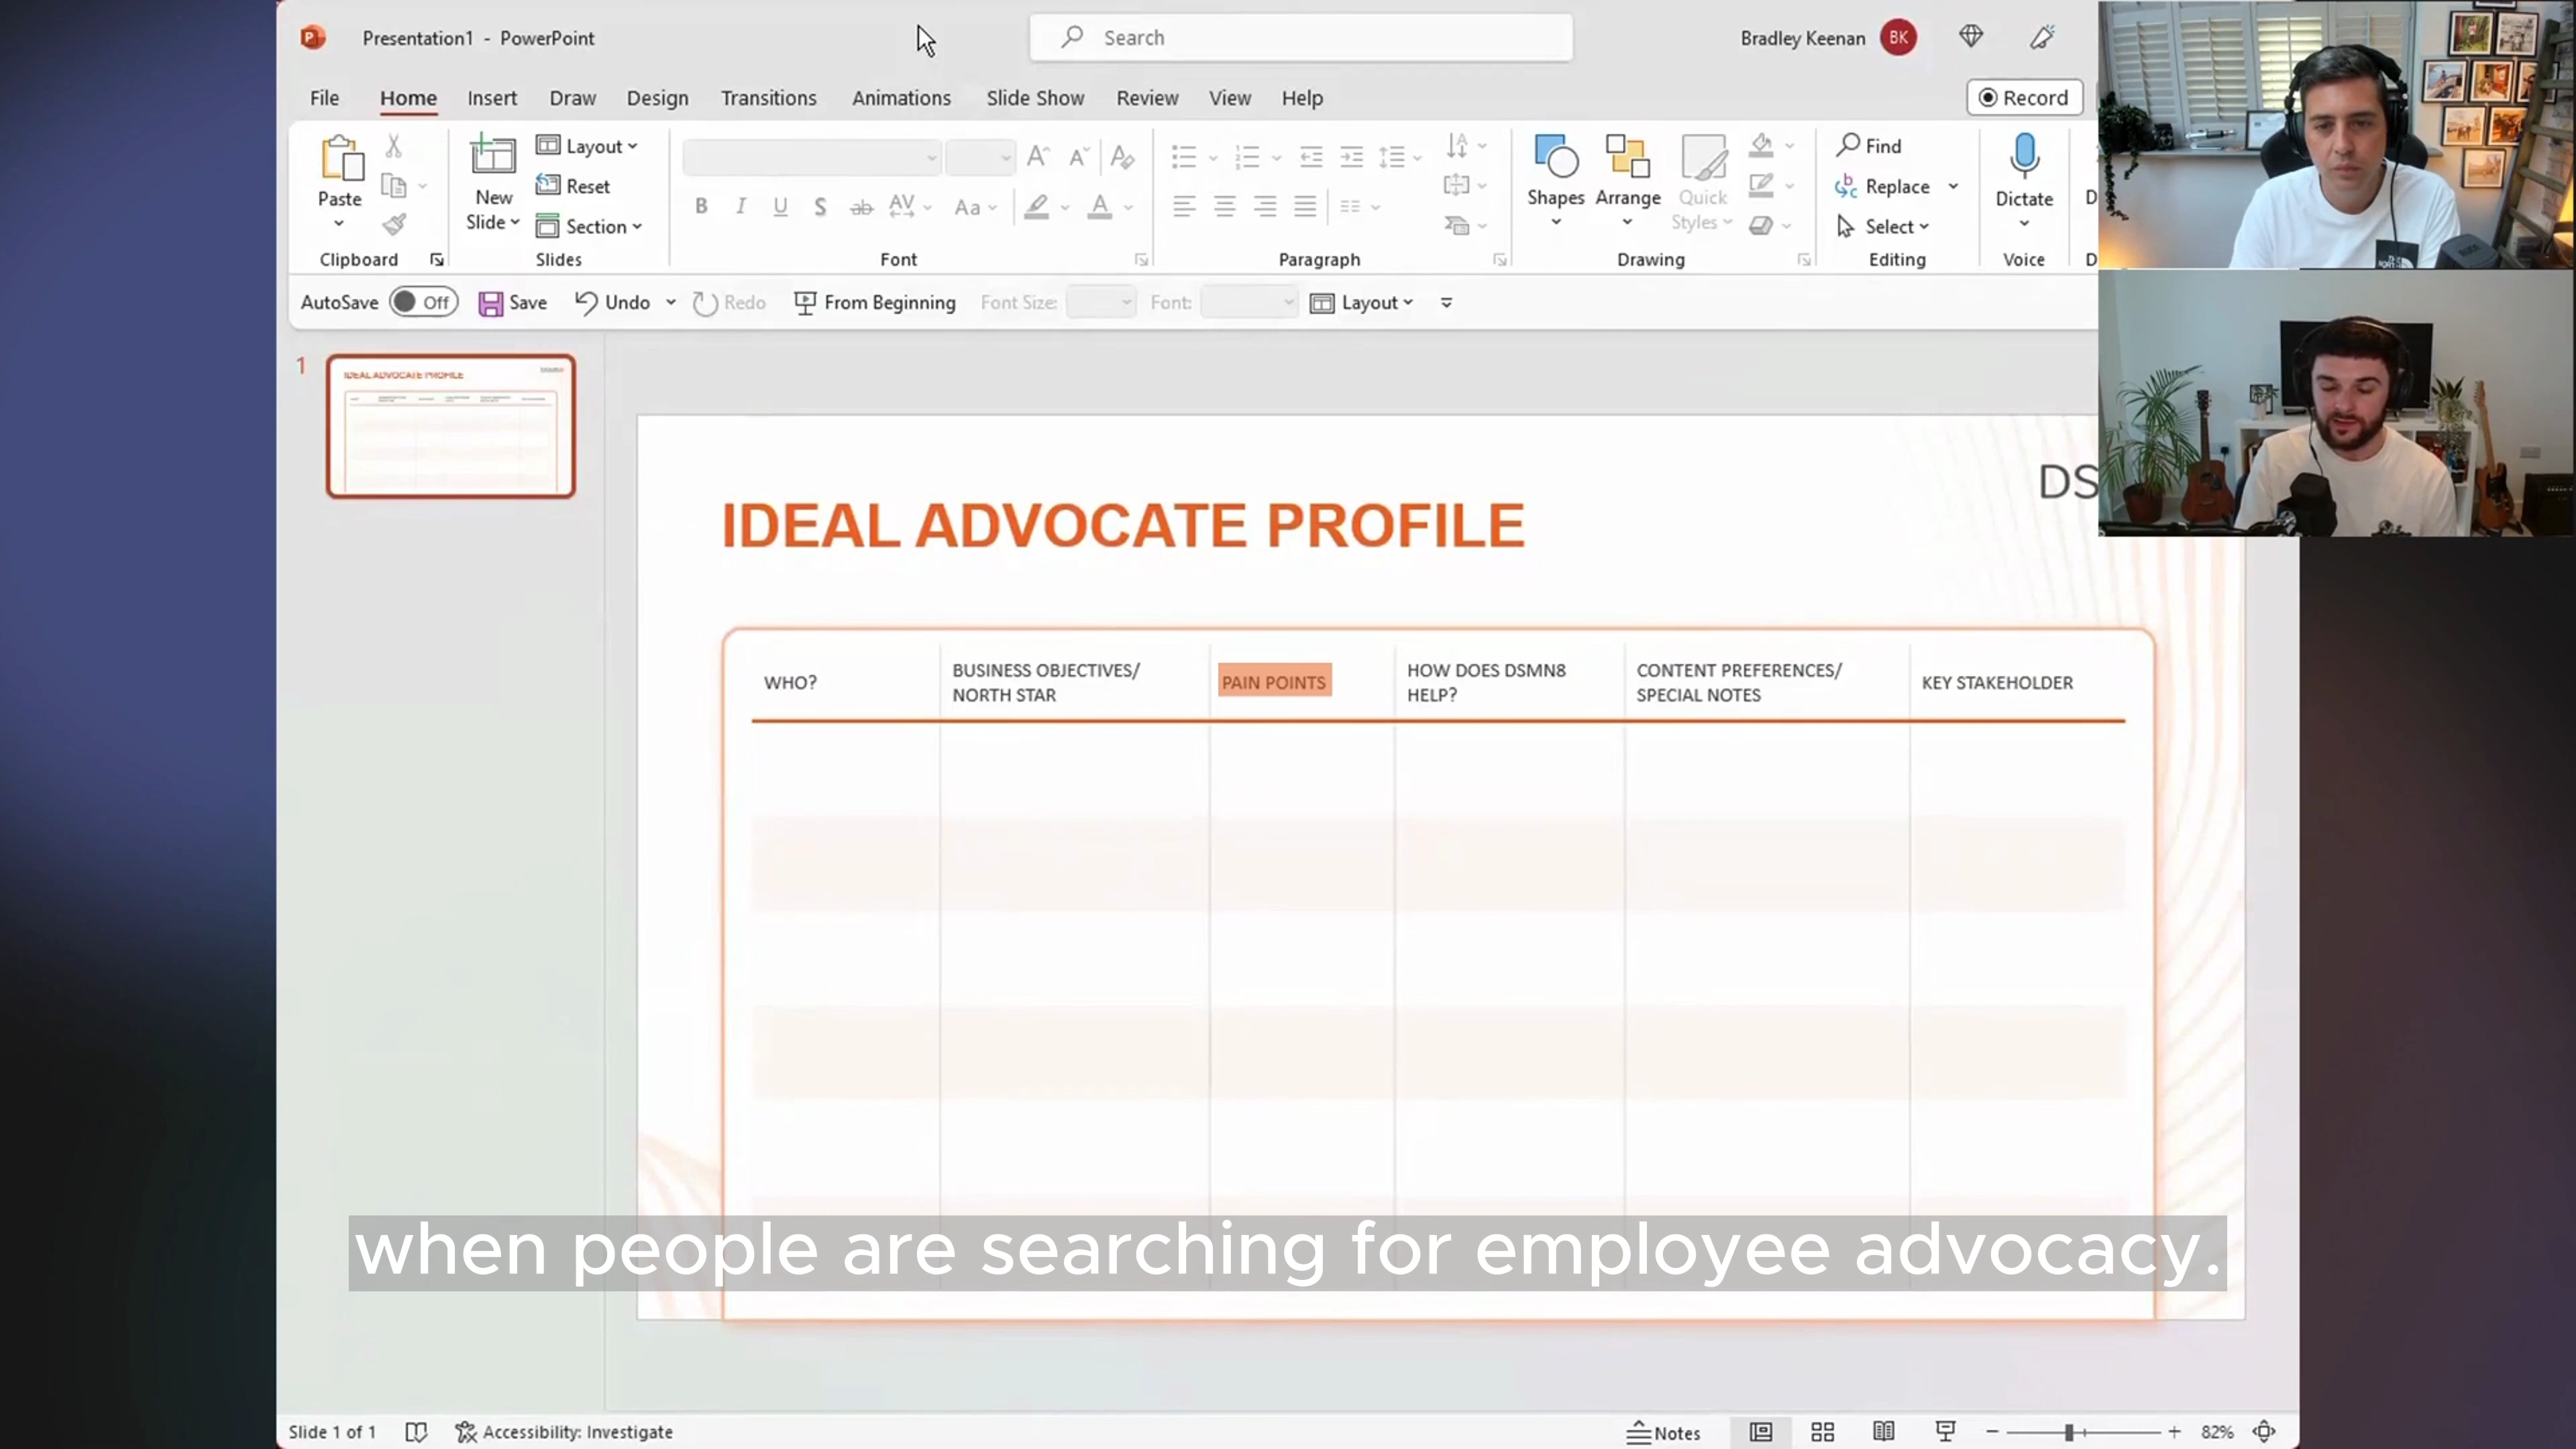 Presentation1 - PowerPoint
Search
Bradley Keenan BK
File Home Insert Draw Design Transitions Animations Slide Show Review View Help
Record
Paste
New
Slide
Layout
Reset
Section
Aa
Shapes
Arrange
Quick
Styles
Find
Replace
Select
Dictate
Clipboard
Slides
Font
Paragraph
Drawing
Editing
Voice
AutoSave Off Save Undo Redo From Beginning Font Size: Font: Layout
1
IDEAL ADVOCATE PROFILE
DS
IDEAL ADVOCATE PROFILE
WHO?
BUSINESS OBJECTIVES/
NORTH STAR
PAIN POINTS
HOW DOES DSMN8
HELP?
CONTENT PREFERENCES/
SPECIAL NOTES
KEY STAKEHOLDER
when people are searching for employee advocacy.
Slide 1 of 1 Accessibility: Investigate Notes 82%